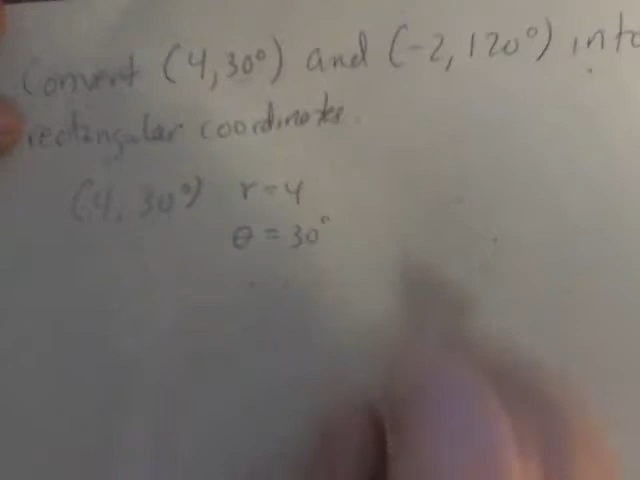 Convert (4,30°) and (-2, 120°) into
rectangular coordinates.
(4, 30°) r=4
θ = 30°